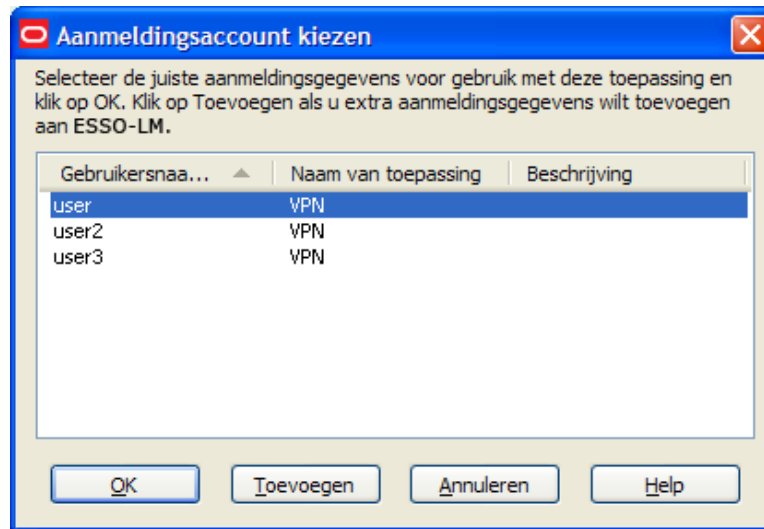 Aanmeldingsaccount kiezen
Selecteer de juiste aanmeldingsgegevens voor gebruik met deze toepassing en
klik op OK. Klik op Toevoegen als u extra aanmeldingsgegevens wilt toevoegen
aan ESSO-LM.
Gebruikersnaa... Naam van toepassing Beschrijving
user VPN
user2 VPN
user3 VPN
OK Toevoegen Annuleren Help